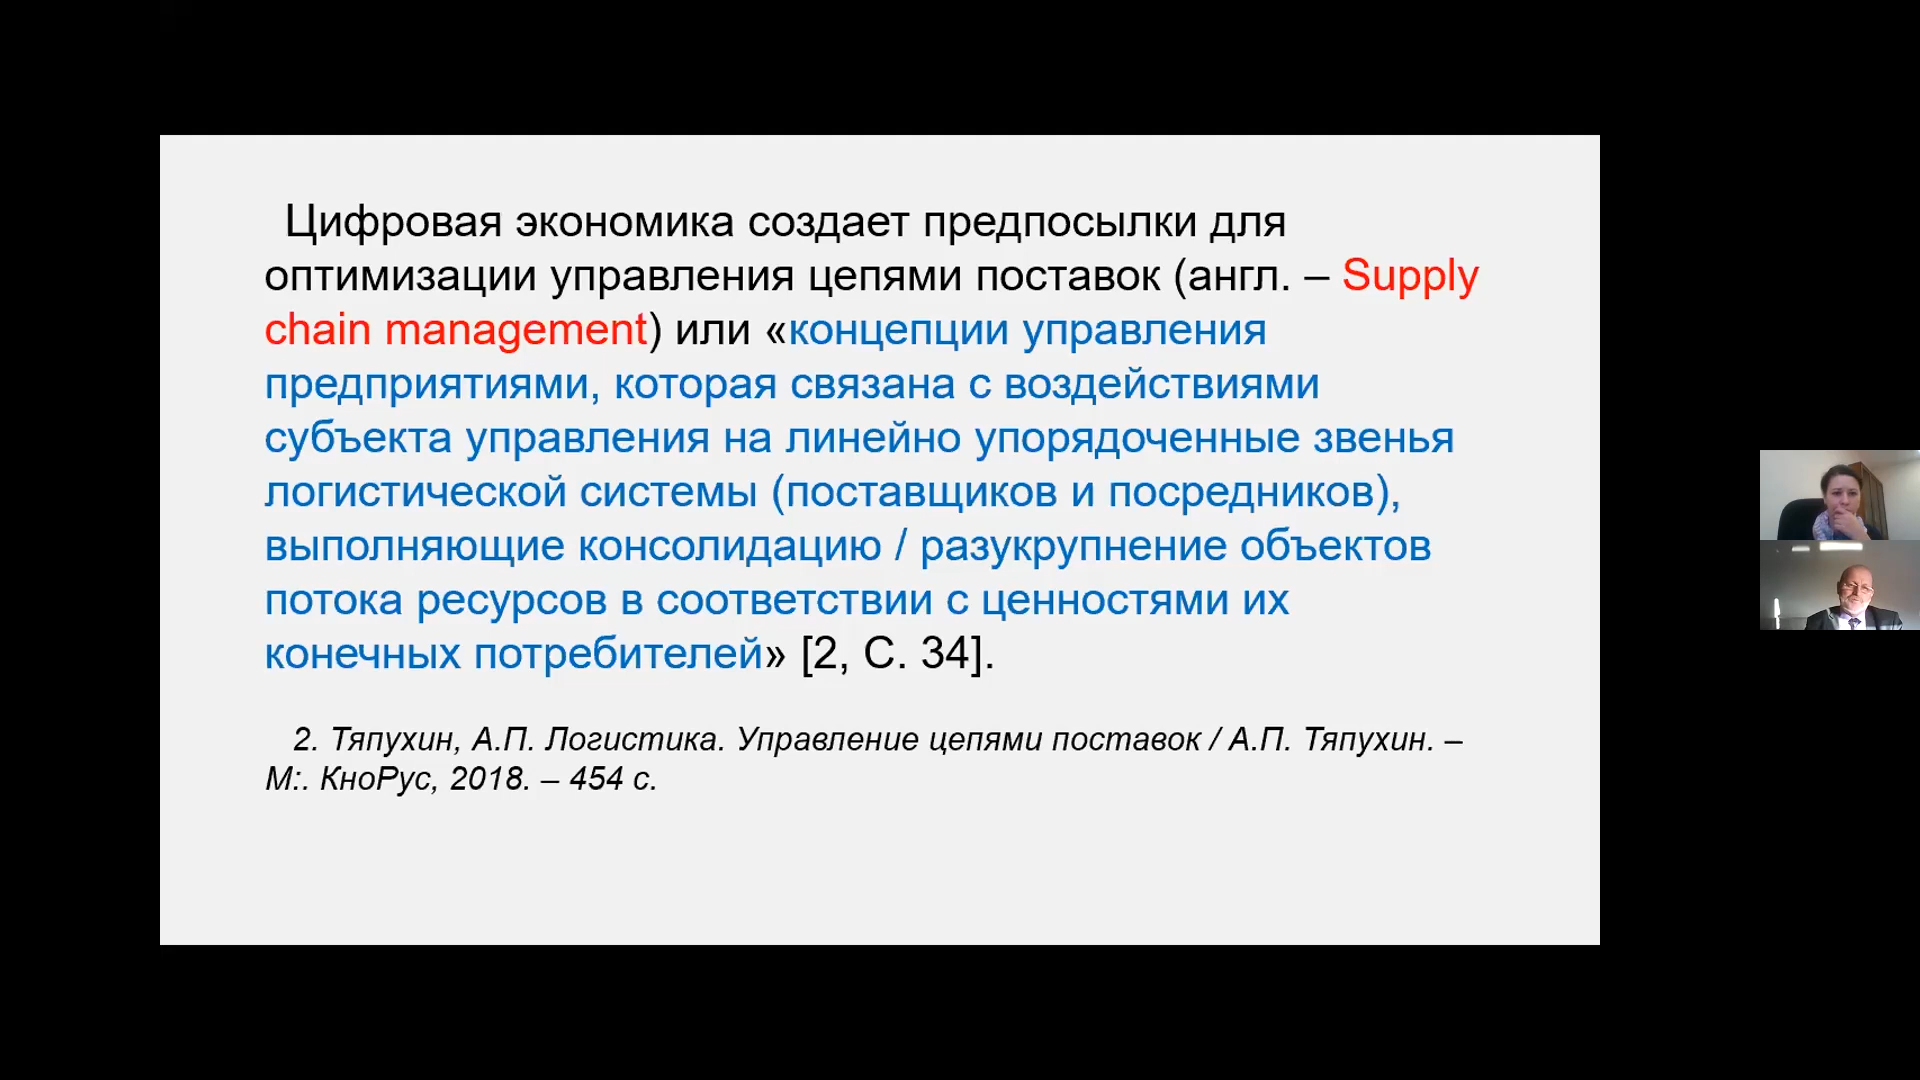 Цифровая экономика создает предпосылки для
оптимизации управления цепями поставок (англ. – Supply
chain management) или «концепции управления
предприятиями, которая связана с воздействиями
субъекта управления на линейно упорядоченные звенья
логистической системы (поставщиков и посредников),
выполняющие консолидацию / разукрупнение объектов
потока ресурсов в соответствии с ценностями их
конечных потребителей» [2, С. 34].
2. Тяпухин, А.П. Логистика. Управление цепями поставок / А.П. Тяпухин. –
М:. КноРус, 2018. – 454 с.